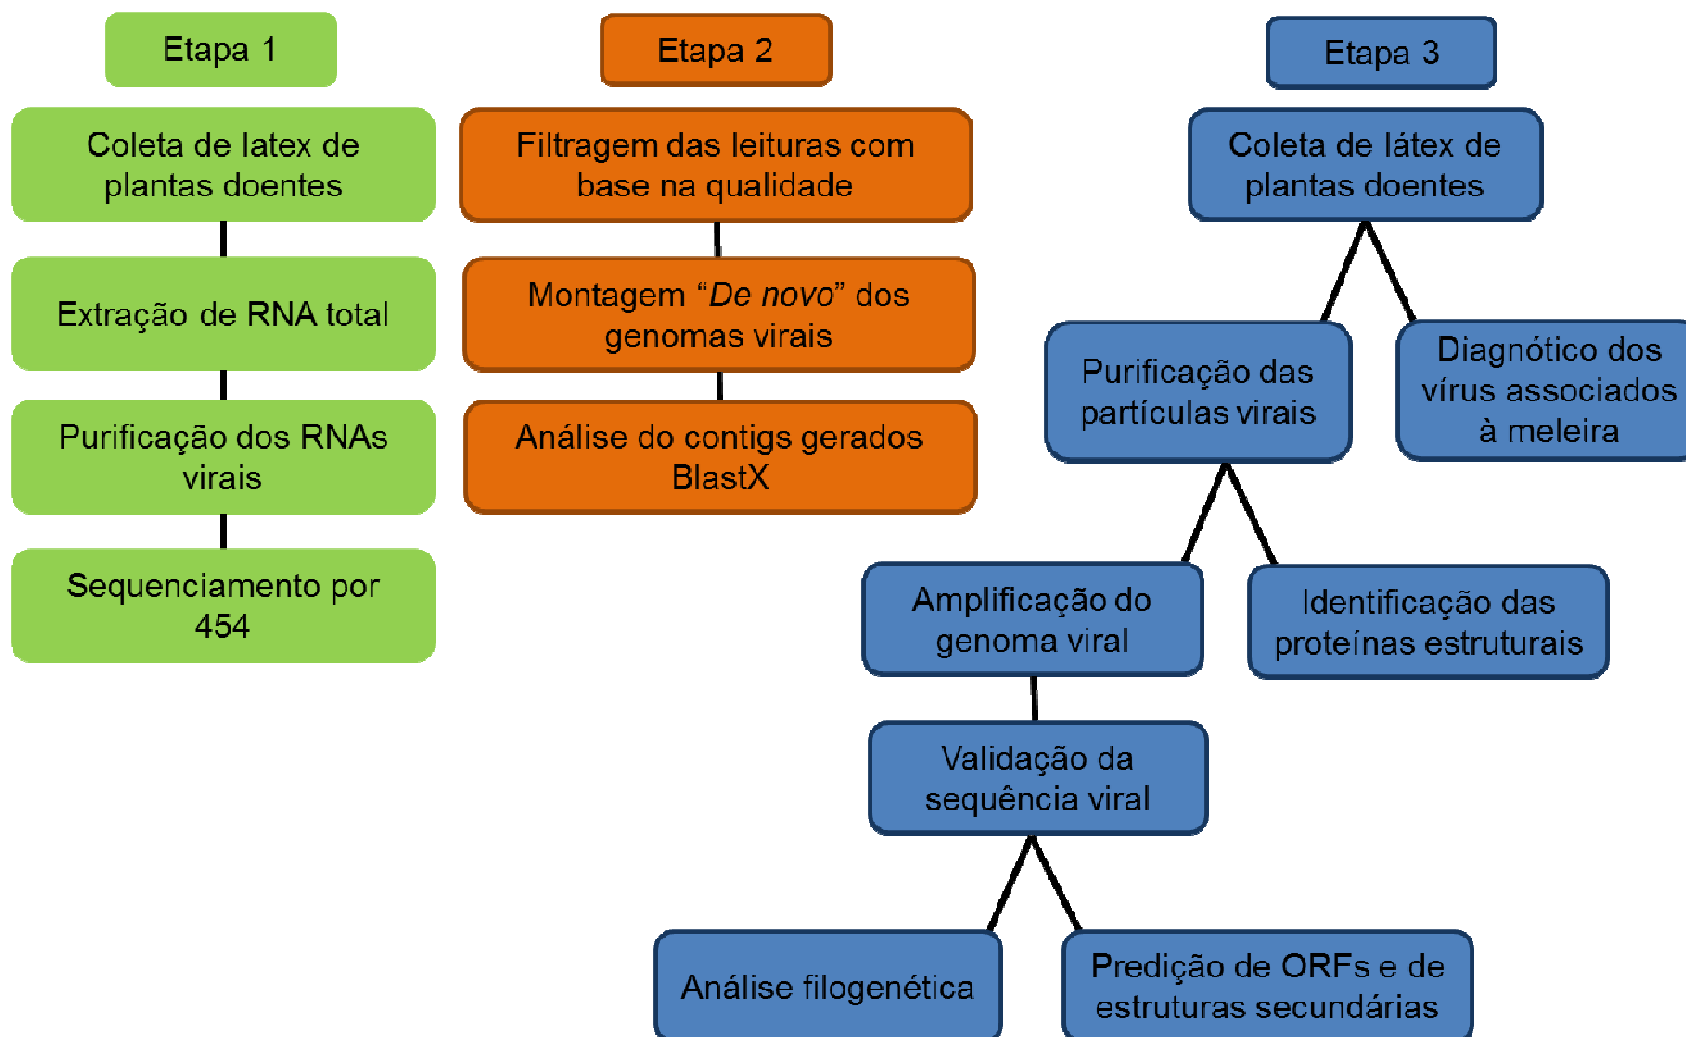 Etapa 1
Coleta de latex de
plantas doentes
Extração de RNA total
Purificação dos RNAs
virais
Sequenciamento por
454
Etapa 2
Filtragem das leituras com
base na qualidade
Montagem “De novo” dos
genomas virais
Análise do contigs gerados
BlastX
Etapa 3
Coleta de látex de
plantas doentes
Purificação das
partículas virais
Diagnótico dos
vírus associados
à meleira
Amplificação do
genoma viral
Identificação das
proteínas estruturais
Validação da
sequência viral
Análise filogenética
Predição de ORFs e de
estruturas secundárias